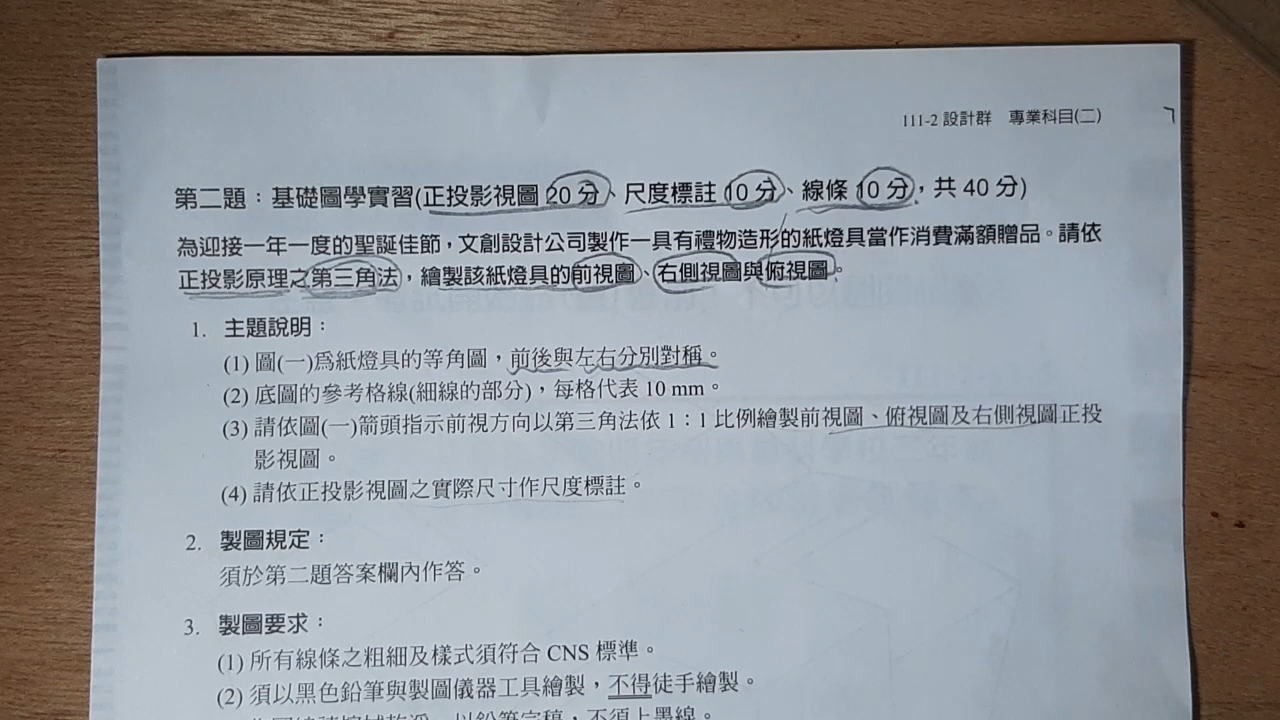 111-2 設計群　專業科目(二)
第二題：基礎圖學實習(正投影視圖 20 分、尺度標註 10 分、線條 10 分，共 40 分)
為迎接一年一度的聖誕佳節，文創設計公司製作一具有禮物造形的紙燈具當作消費滿額贈品。請依
正投影原理之第三角法，繪製該紙燈具的前視圖、右側視圖與俯視圖。
1. 主題說明：
(1) 圖(一)為紙燈具的等角圖，前後與左右分別對稱。
(2) 底圖的參考格線(細線的部分)，每格代表 10 mm。
(3) 請依圖(一)箭頭指示前視方向以第三角法依 1：1 比例繪製前視圖、俯視圖及右側視圖正投
影視圖。
(4) 請依正投影視圖之實際尺寸作尺度標註。
2. 製圖規定：
須於第二題答案欄內作答。
3. 製圖要求：
(1) 所有線條之粗細及樣式須符合 CNS 標準。
(2) 須以黑色鉛筆與製圖儀器工具繪製，不得徒手繪製。
以鉛筆完稿，不須上墨線。